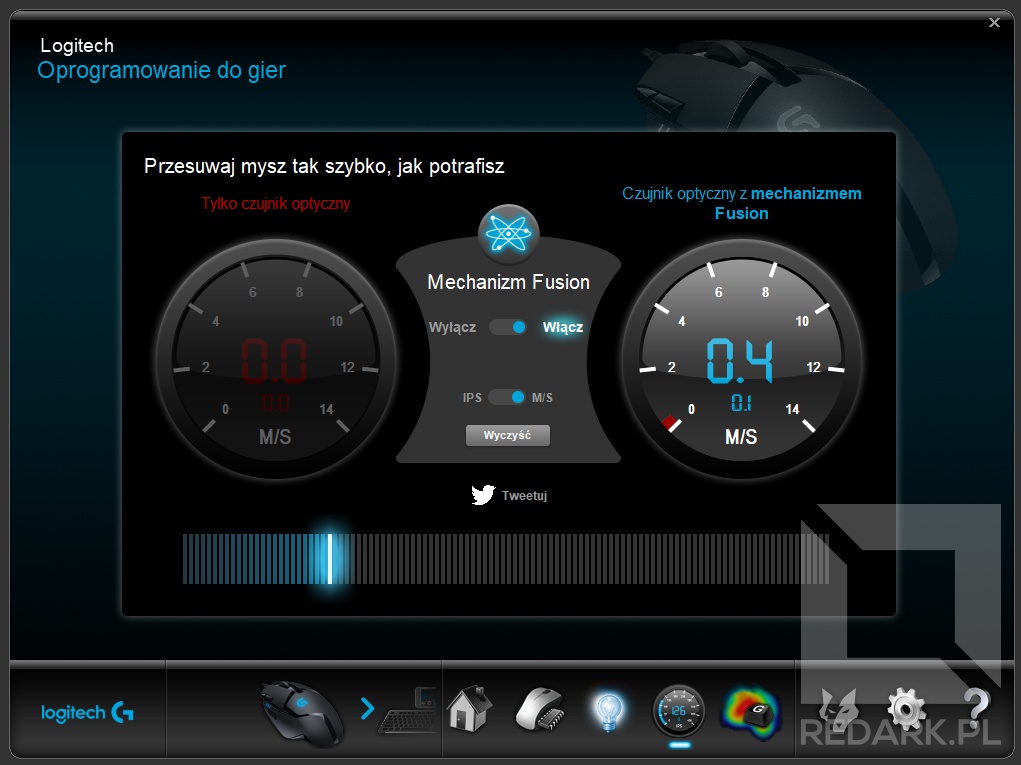 Logitech
Oprogramowanie do gier
Przesuwaj mysz tak szybko, jak potrafisz
Tylko czujnik optyczny
Czujnik optyczny z mechanizmem
Fusion
6 8
4 10
2 12
0 14
0.0
0.0
M/S
Mechanizm Fusion
Wyłącz Włącz
IPS M/S
Wyczyść
6 8
4 10
2 12
0 14
0.4
0.1
M/S
Tweetuj
logitech G
126
IPS
G
?
REDARK.PL